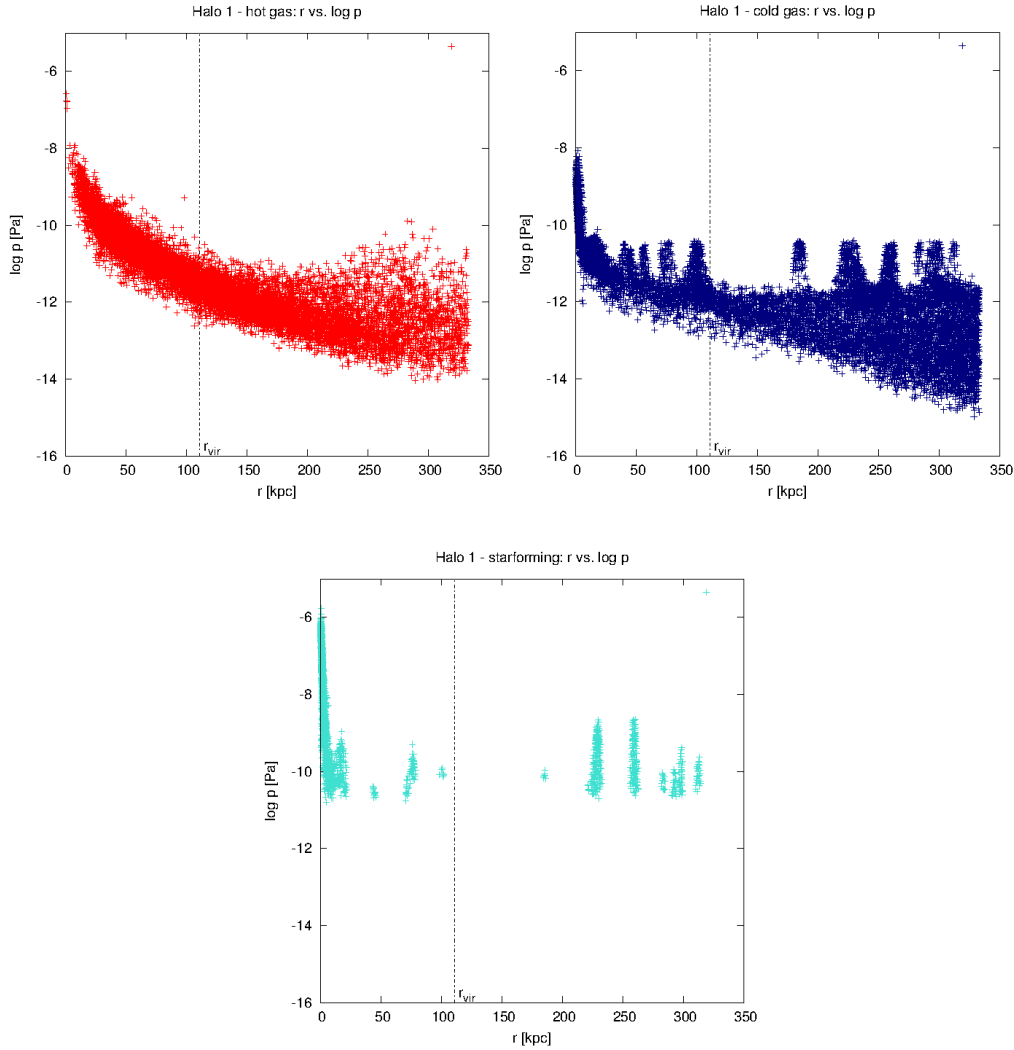 Halo 1 - hot gas: r vs. log p
log p [Pa]
-6
-8
-10
-12
-14
-16
0 50 100 150 200 250 300 350
r_vir
r [kpc]
Halo 1 - cold gas: r vs. log p
log p [Pa]
-6
-8
-10
-12
-14
-16
0 50 100 150 200 250 300 350
r_vir
r [kpc]
Halo 1 - starforming: r vs. log p
log p [Pa]
-6
-8
-10
-12
-14
-16
0 50 100 150 200 250 300 350
r_vir
r [kpc]